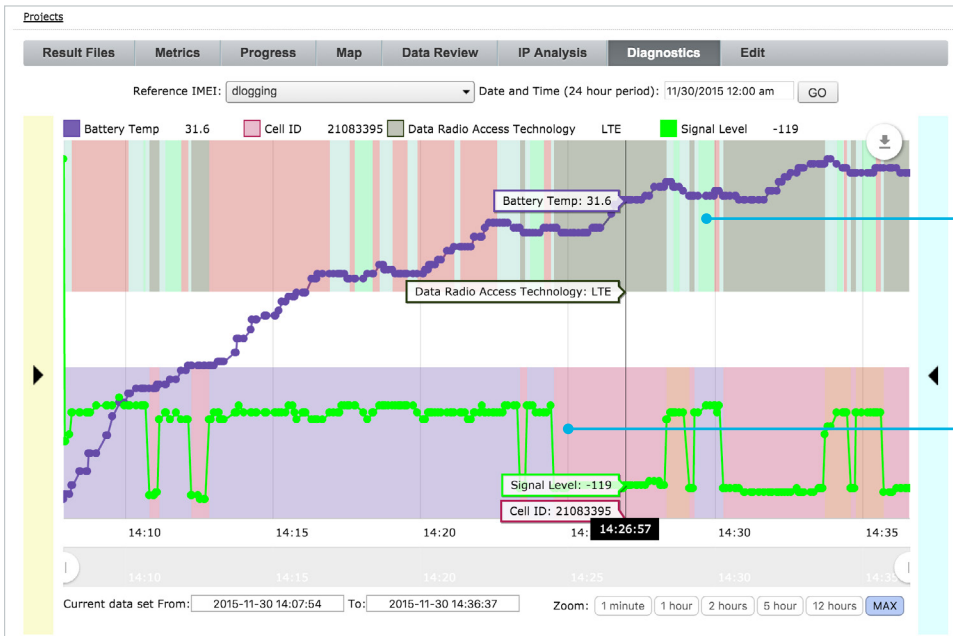 Projects
Result Files Metrics Progress Map Data Review IP Analysis Diagnostics Edit
Reference IMEI: dlogging Date and Time (24 hour period): 11/30/2015 12:00 am GO
Battery Temp 31.6 Cell ID 21083395 Data Radio Access Technology LTE Signal Level -119
Battery Temp: 31.6
Data Radio Access Technology: LTE
Signal Level: -119
Cell ID: 21083395
14:10 14:15 14:20 14:26:57 14:30 14:35
14:10 14:15 14:20 14:25 14:30 14:35
Current data set From: 2015-11-30 14:07:54 To: 2015-11-30 14:36:37 Zoom: 1 minute 1 hour 2 hours 5 hour 12 hours MAX